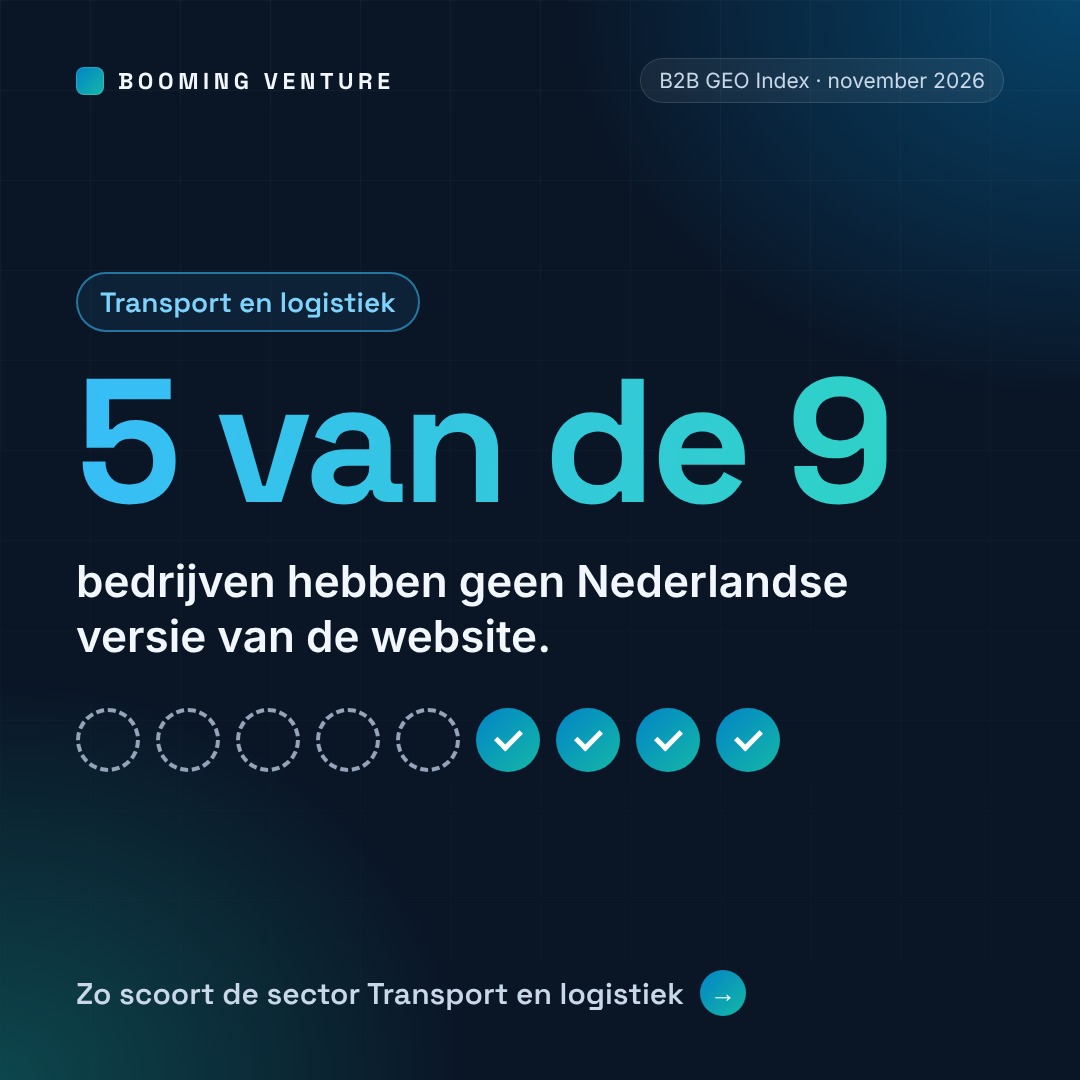 BOOMING VENTURE
B2B GEO Index · november 2026
Transport en logistiek
5 van de 9
bedrijven hebben geen Nederlandse
versie van de website.
Zo scoort de sector Transport en logistiek →